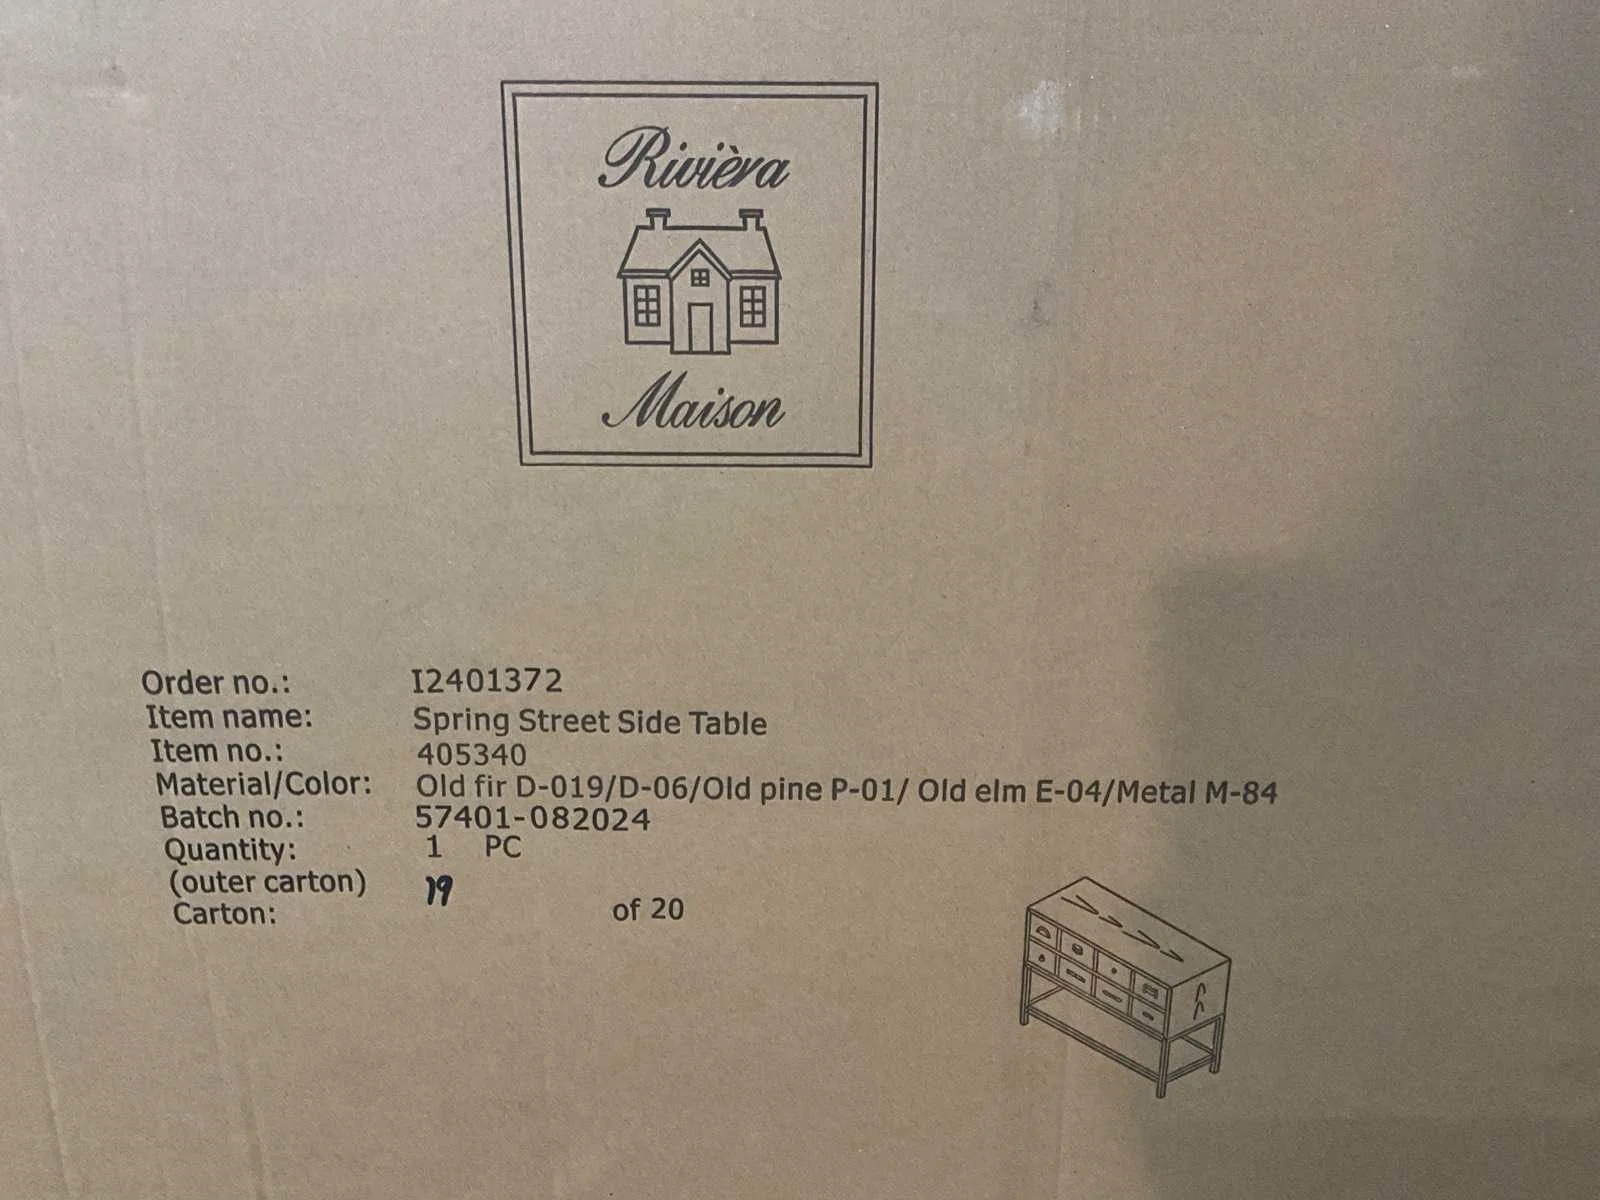 Rivièra
Maison
Order no.: I2401372
Item name: Spring Street Side Table
Item no.: 405340
Material/Color: Old fir D-019/D-06/Old pine P-01/ Old elm E-04/Metal M-84
Batch no.: 57401-082024
Quantity: 1 PC
(outer carton) 19
Carton: of 20